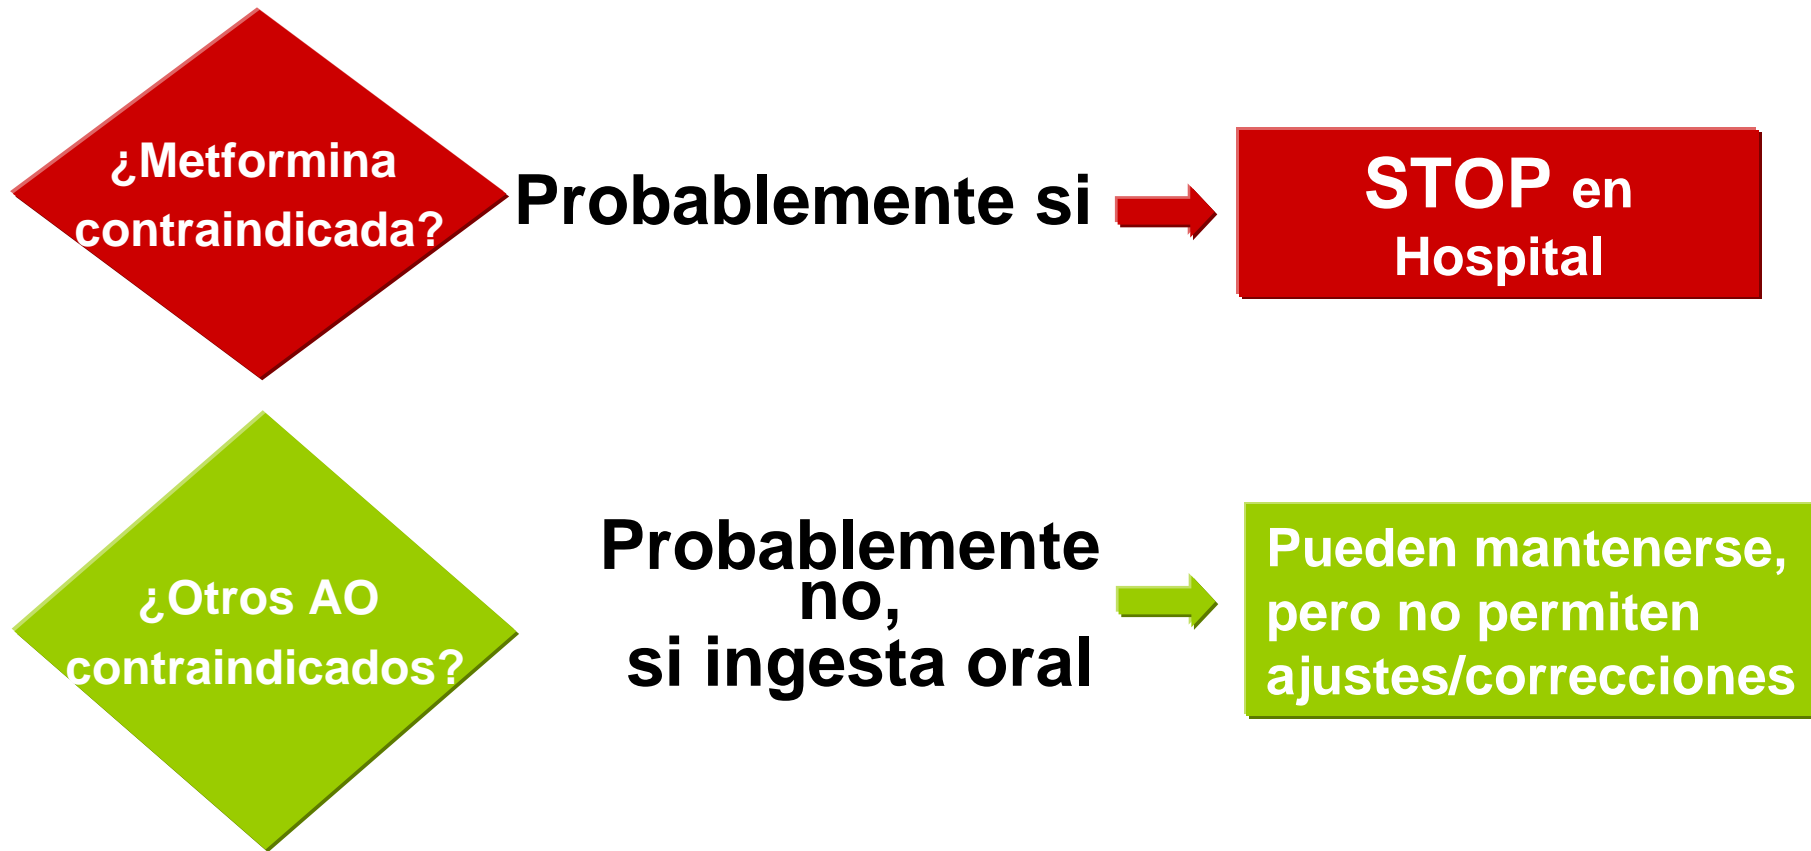 ¿Metformina
contraindicada?
Probablemente si
STOP en
Hospital
¿Otros AO
contraindicados?
Probablemente
no,
si ingesta oral
Pueden mantenerse,
pero no permiten
ajustes/correcciones